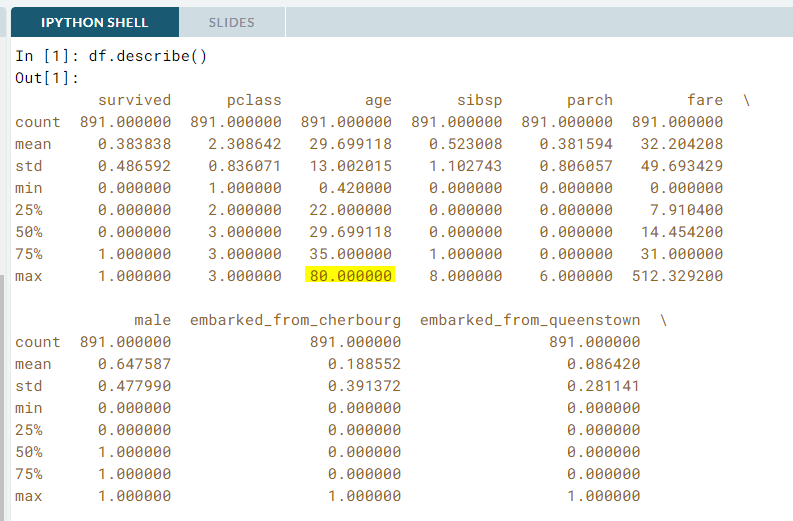 IPYTHON SHELL SLIDES
In [1]: df.describe()
Out[1]:
survived pclass age sibsp parch fare \
count 891.000000 891.000000 891.000000 891.000000 891.000000 891.000000
mean 0.383838 2.308642 29.699118 0.523008 0.381594 32.204208
std 0.486592 0.836071 13.002015 1.102743 0.806057 49.693429
min 0.000000 1.000000 0.420000 0.000000 0.000000 0.000000
25% 0.000000 2.000000 22.000000 0.000000 0.000000 7.910400
50% 0.000000 3.000000 29.699118 0.000000 0.000000 14.454200
75% 1.000000 3.000000 35.000000 1.000000 0.000000 31.000000
max 1.000000 3.000000 80.000000 8.000000 6.000000 512.329200
male embarked_from_cherbourg embarked_from_queenstown \
count 891.000000 891.000000 891.000000
mean 0.647587 0.188552 0.086420
std 0.477990 0.391372 0.281141
min 0.000000 0.000000 0.000000
25% 0.000000 0.000000 0.000000
50% 1.000000 0.000000 0.000000
75% 1.000000 0.000000 0.000000
max 1.000000 1.000000 1.000000